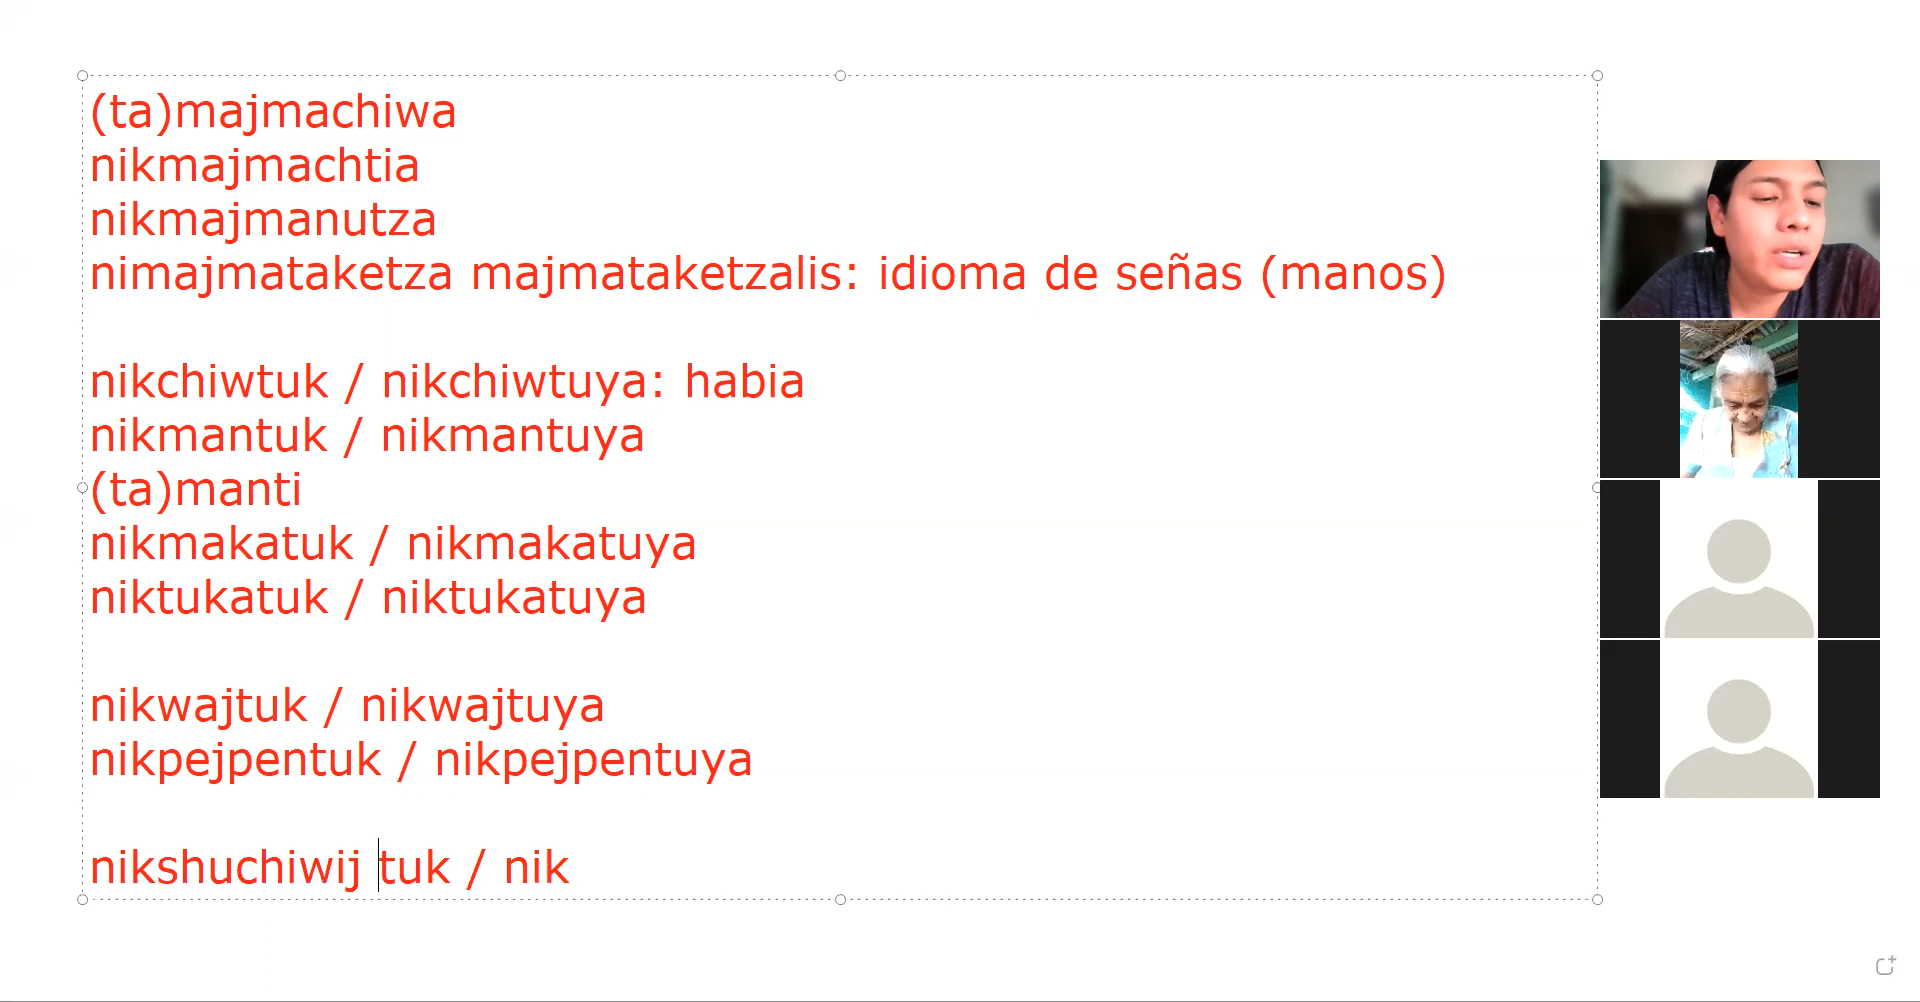 (ta)majmachiwa
nikmajmachtia
nikmajmanutza
nimajmataketza majmataketzalis: idioma de señas (manos)
nikchiwtuk / nikchiwtuya: habia
nikmantuk / nikmantuya
(ta)manti
nikmakatuk / nikmakatuya
niktukatuk / niktukatuya
nikwajtuk / nikwajtuya
nikpejpentuk / nikpejpentuya
nikshuchiwij tuk / nik